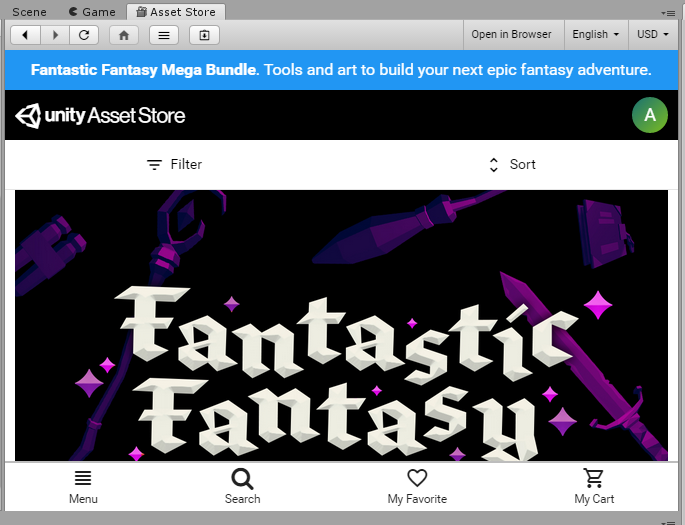 Scene Game Asset Store
Open in Browser English USD
Fantastic Fantasy Mega Bundle. Tools and art to build your next epic fantasy adventure.
unity Asset Store A
Filter Sort
Fantastic
Fantasy
Menu Search My Favorite My Cart